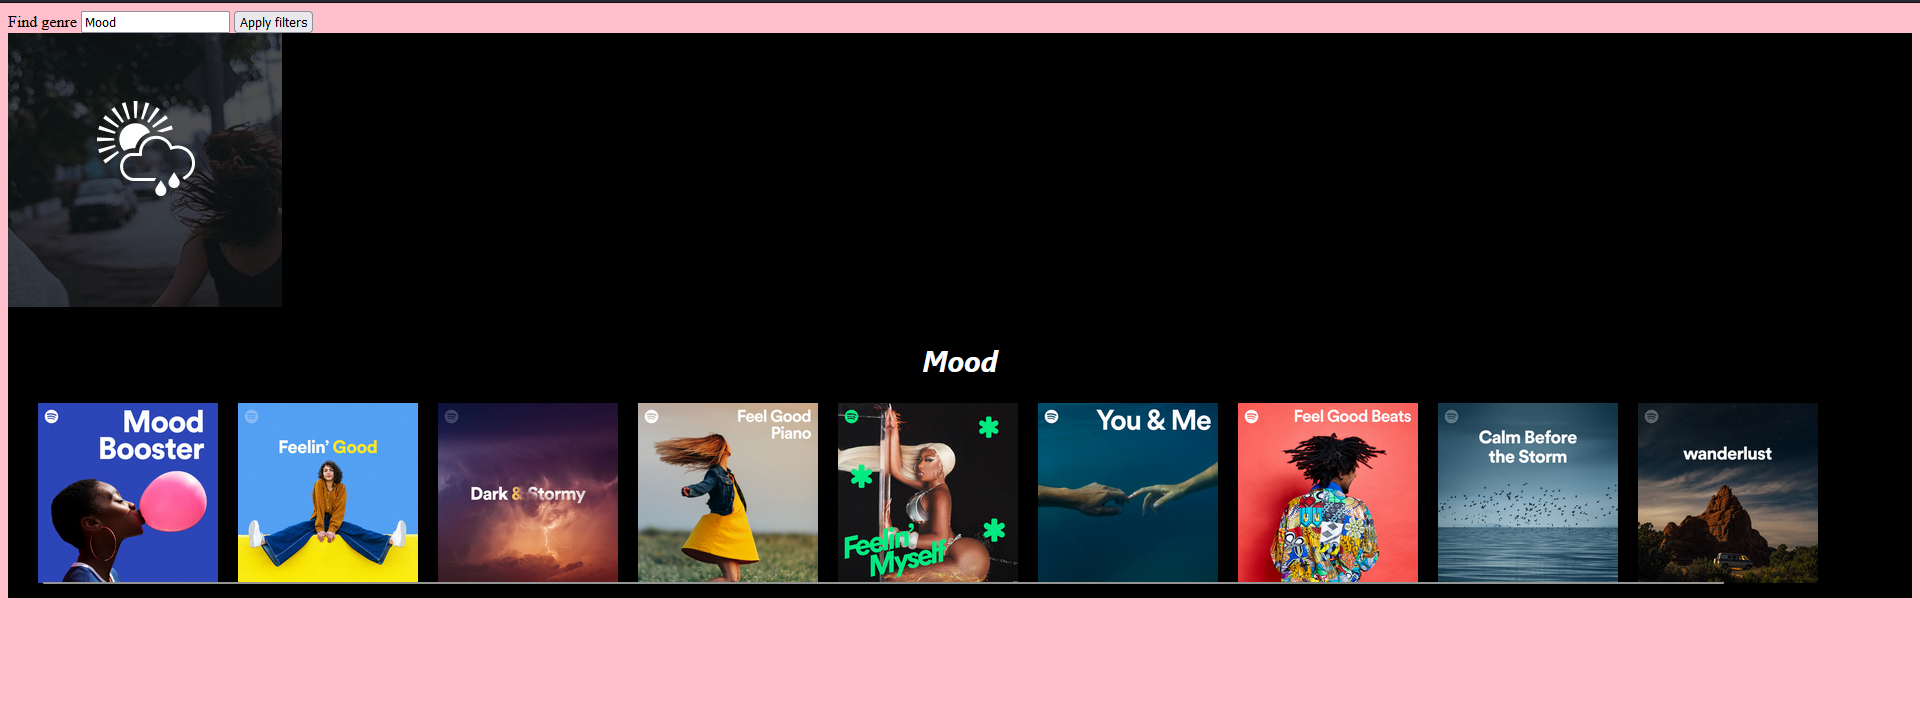 Find genre Mood Apply filters
Mood
Mood
Booster
Feelin' Good
Dark & Stormy
Feel Good
Piano
Feelin'
Myself
You & Me
Feel Good Beats
Calm Before
the Storm
wanderlust